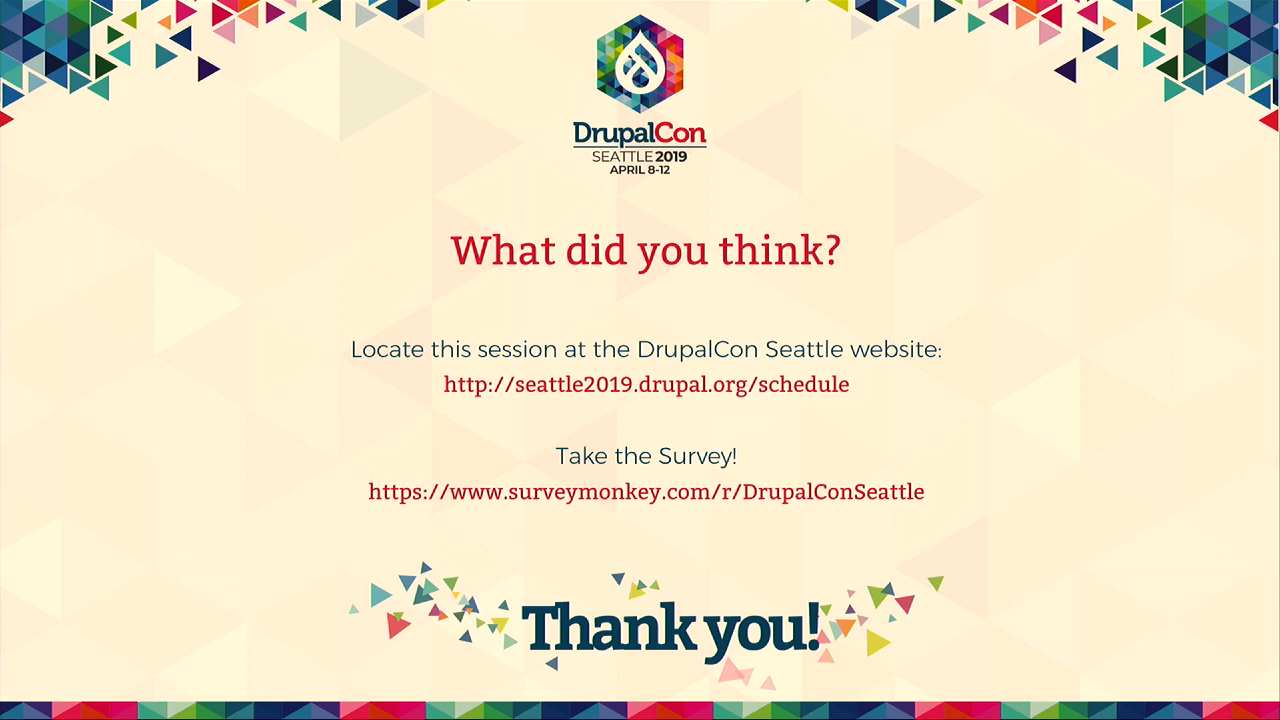 DrupalCon
SEATTLE 2019
APRIL 8-12
What did you think?
Locate this session at the DrupalCon Seattle website:
http://seattle2019.drupal.org/schedule
Take the Survey!
https://www.surveymonkey.com/r/DrupalConSeattle
Thank you!